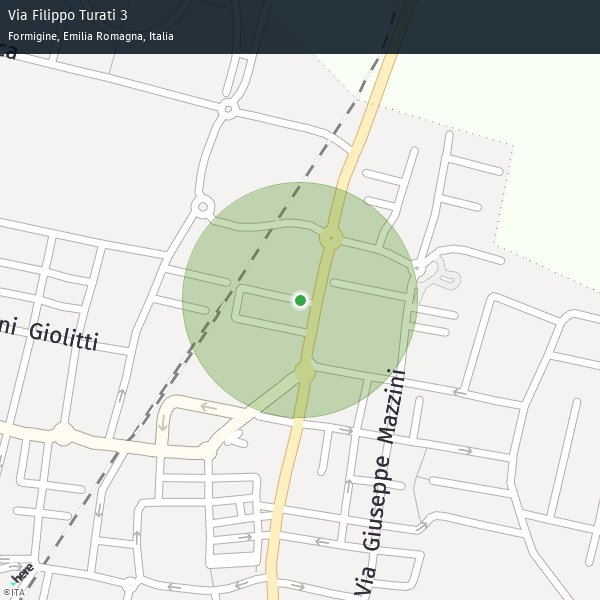 Via Filippo Turati 3
Formigine, Emilia Romagna, Italia
ca
ni Giolitti
Via Giuseppe Mazzini
here
©ITA